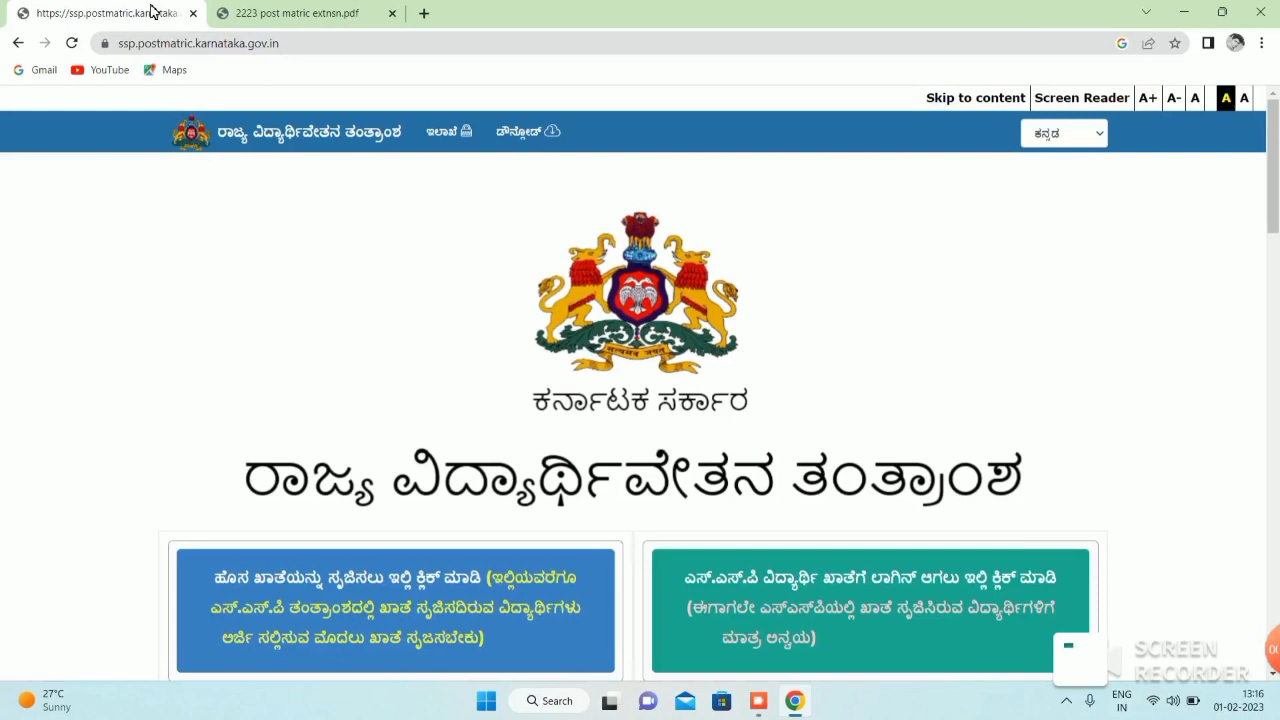 https://ssp.postmatric.karnataka
2223 post matric extnsn.pdf
ssp.postmatric.karnataka.gov.in
Gmail YouTube Maps
Skip to content Screen Reader A+ A- A A A
ರಾಜ್ಯ ವಿದ್ಯಾರ್ಥಿವೇತನ ತಂತ್ರಾಂಶ ಇಲಾಖೆ ಡೌನ್ಲೋಡ್ ಕನ್ನಡ
ಕರ್ನಾಟಕ ಸರ್ಕಾರ
ರಾಜ್ಯ ವಿದ್ಯಾರ್ಥಿವೇತನ ತಂತ್ರಾಂಶ
ಹೊಸ ಖಾತೆಯನ್ನು ಸೃಜಿಸಲು ಇಲ್ಲಿ ಕ್ಲಿಕ್ ಮಾಡಿ (ಇಲ್ಲಿಯವರೆಗೂ
ಎಸ್.ಎಸ್.ಪಿ ತಂತ್ರಾಂಶದಲ್ಲಿ ಖಾತೆ ಸೃಜಿಸದಿರುವ ವಿದ್ಯಾರ್ಥಿಗಳು
ಅರ್ಜಿ ಸಲ್ಲಿಸುವ ಮೊದಲು ಖಾತೆ ಸೃಜಸಬೇಕು)
ಎಸ್.ಎಸ್.ಪಿ ವಿದ್ಯಾರ್ಥಿ ಖಾತೆಗೆ ಲಾಗಿನ್ ಆಗಲು ಇಲ್ಲಿ ಕ್ಲಿಕ್ ಮಾಡಿ
(ಈಗಾಗಲೇ ಎಸ್ಎಸ್ಪಿಯಲ್ಲಿ ಖಾತೆ ಸೃಜಿಸಿರುವ ವಿದ್ಯಾರ್ಥಿಗಳಿಗೆ
ಮಾತ್ರ ಅನ್ವಯ)
SCREEN
RECORDER
27°C
Sunny
Search
ENG
IN
13:16
01-02-2023